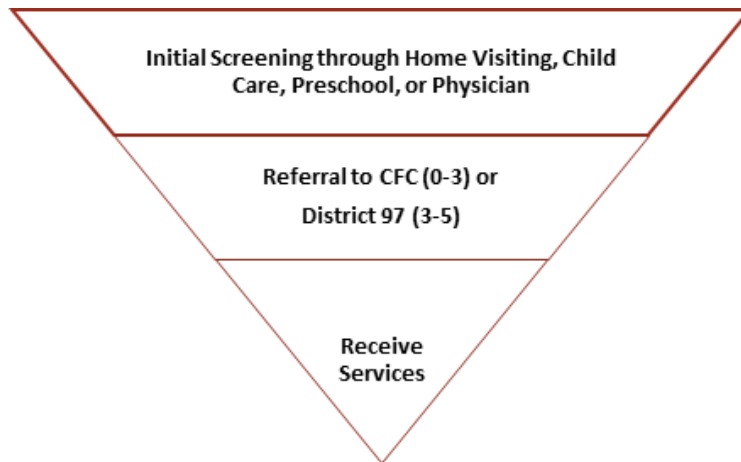 Initial Screening through Home Visiting, Child
Care, Preschool, or Physician
Referral to CFC (0-3) or
District 97 (3-5)
Receive
Services